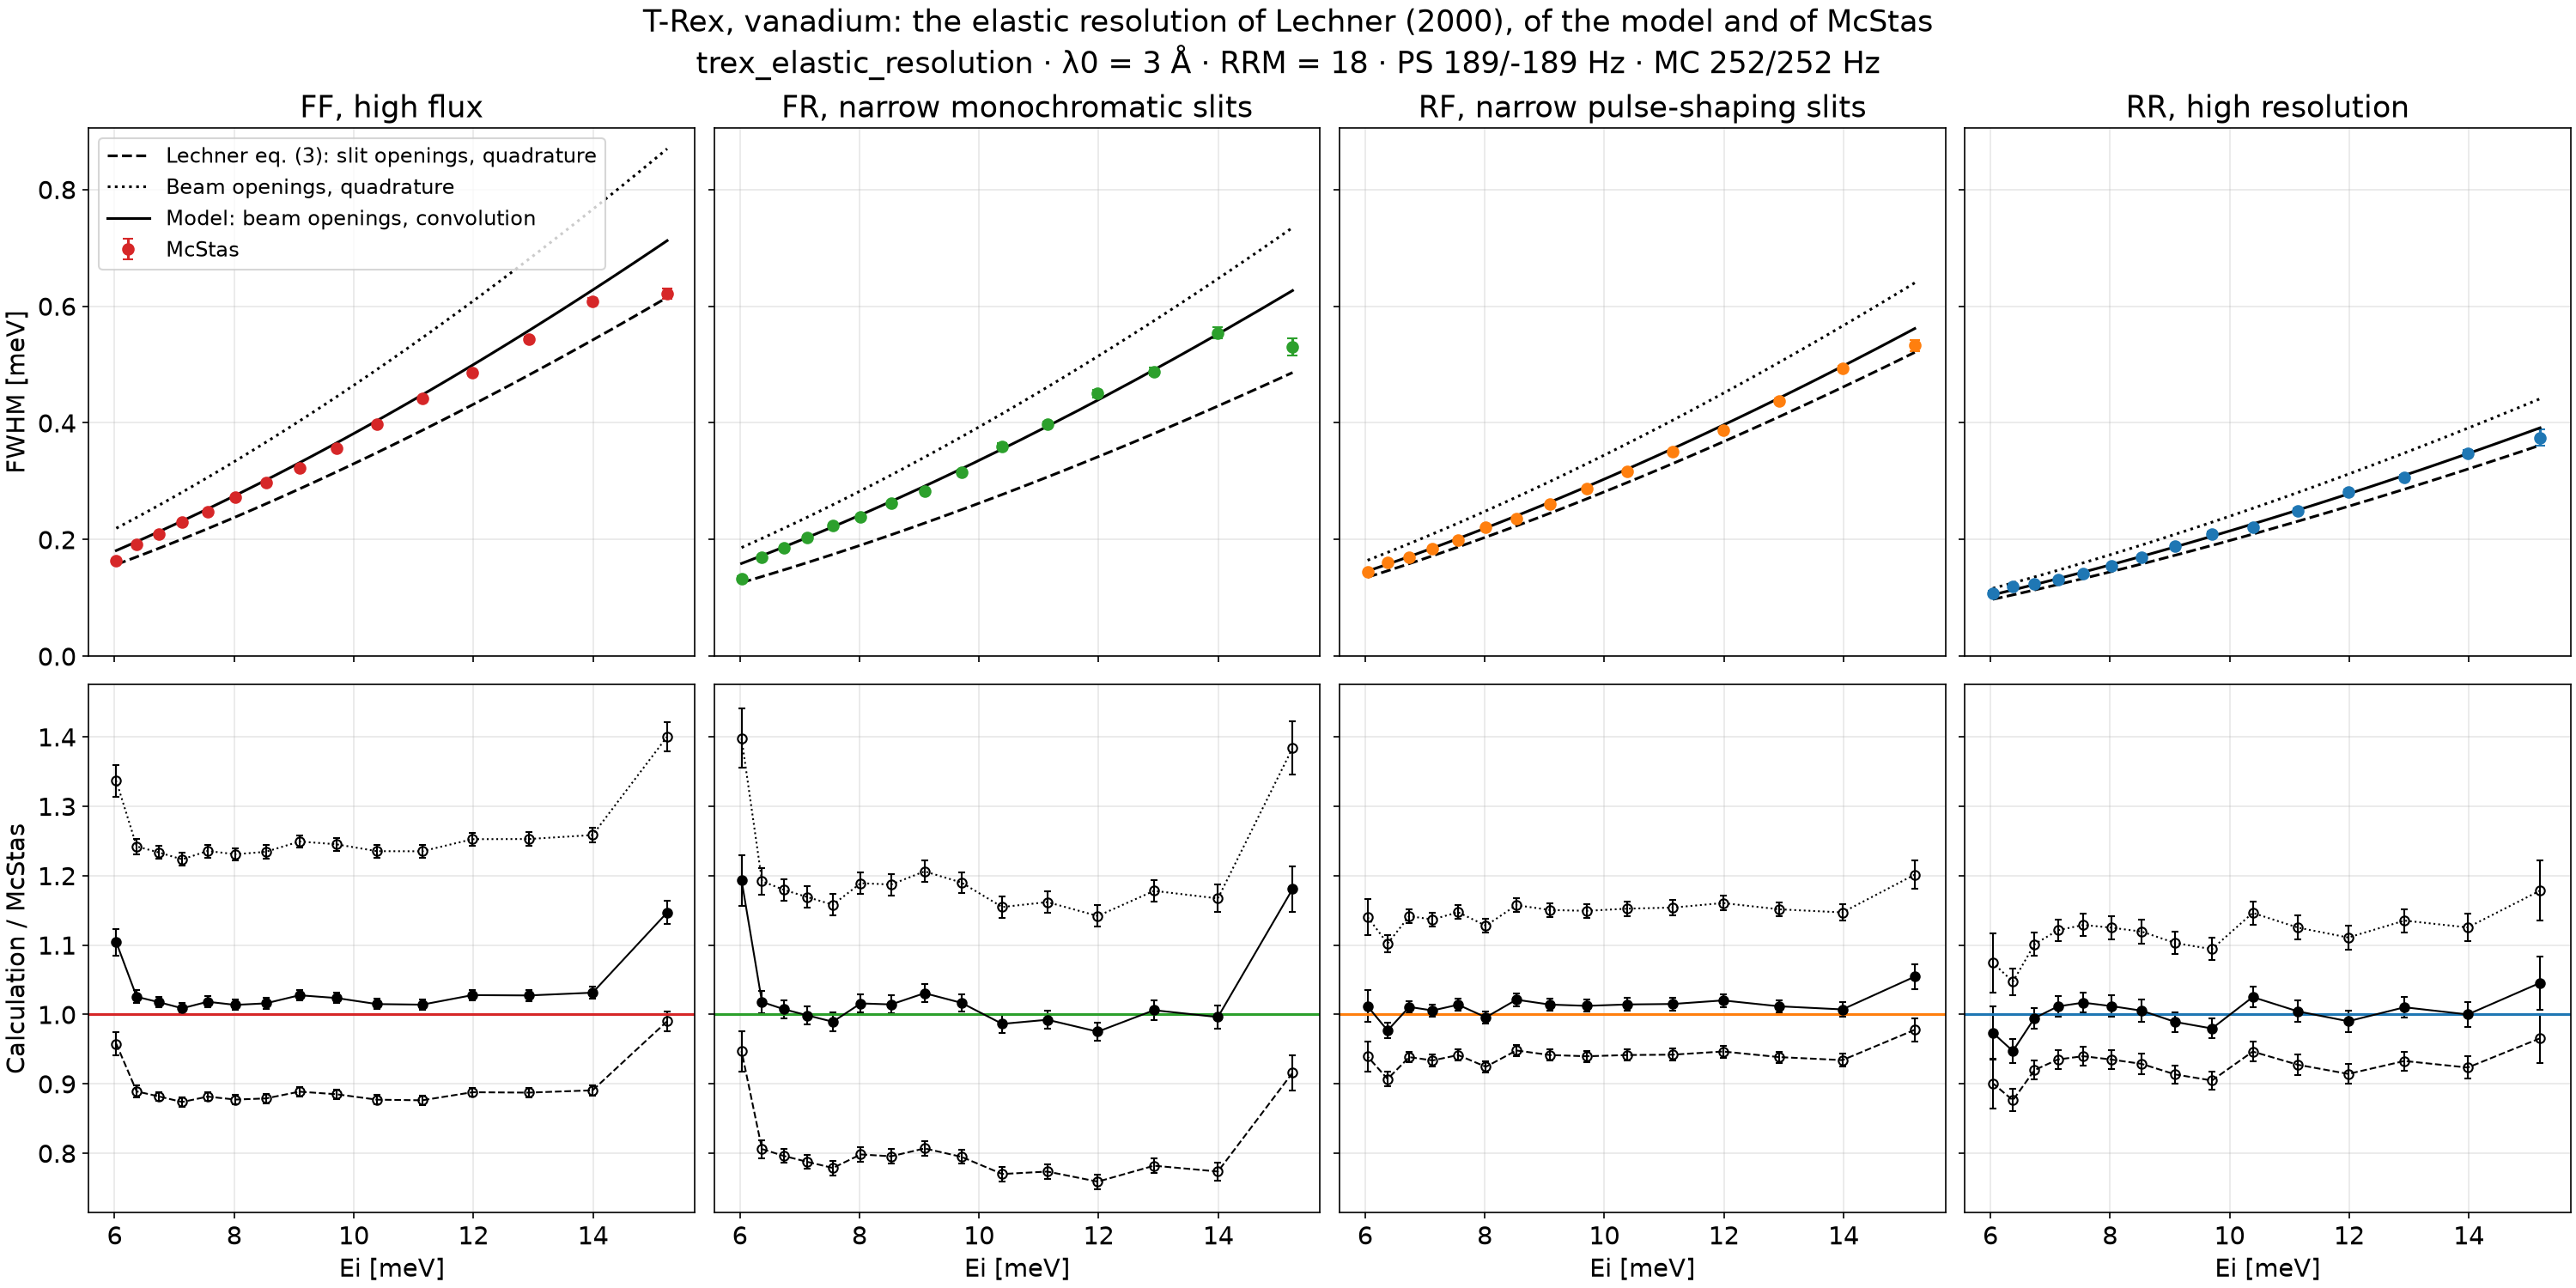 T-Rex, vanadium: the elastic resolution of Lechner (2000), of the model and of McStas
trex_elastic_resolution · λ0 = 3 Å · RRM = 18 · PS 189/-189 Hz · MC 252/252 Hz
FF, high flux
FR, narrow monochromatic slits
RF, narrow pulse-shaping slits
RR, high resolution
Lechner eq. (3): slit openings, quadrature
Beam openings, quadrature
Model: beam openings, convolution
McStas
FWHM [meV]
0.8
0.6
0.4
0.2
0.0
Calculation / McStas
1.4
1.3
1.2
1.1
1.0
0.9
0.8
6 8 10 12 14
6 8 10 12 14
6 8 10 12 14
6 8 10 12 14
Ei [meV]
Ei [meV]
Ei [meV]
Ei [meV]